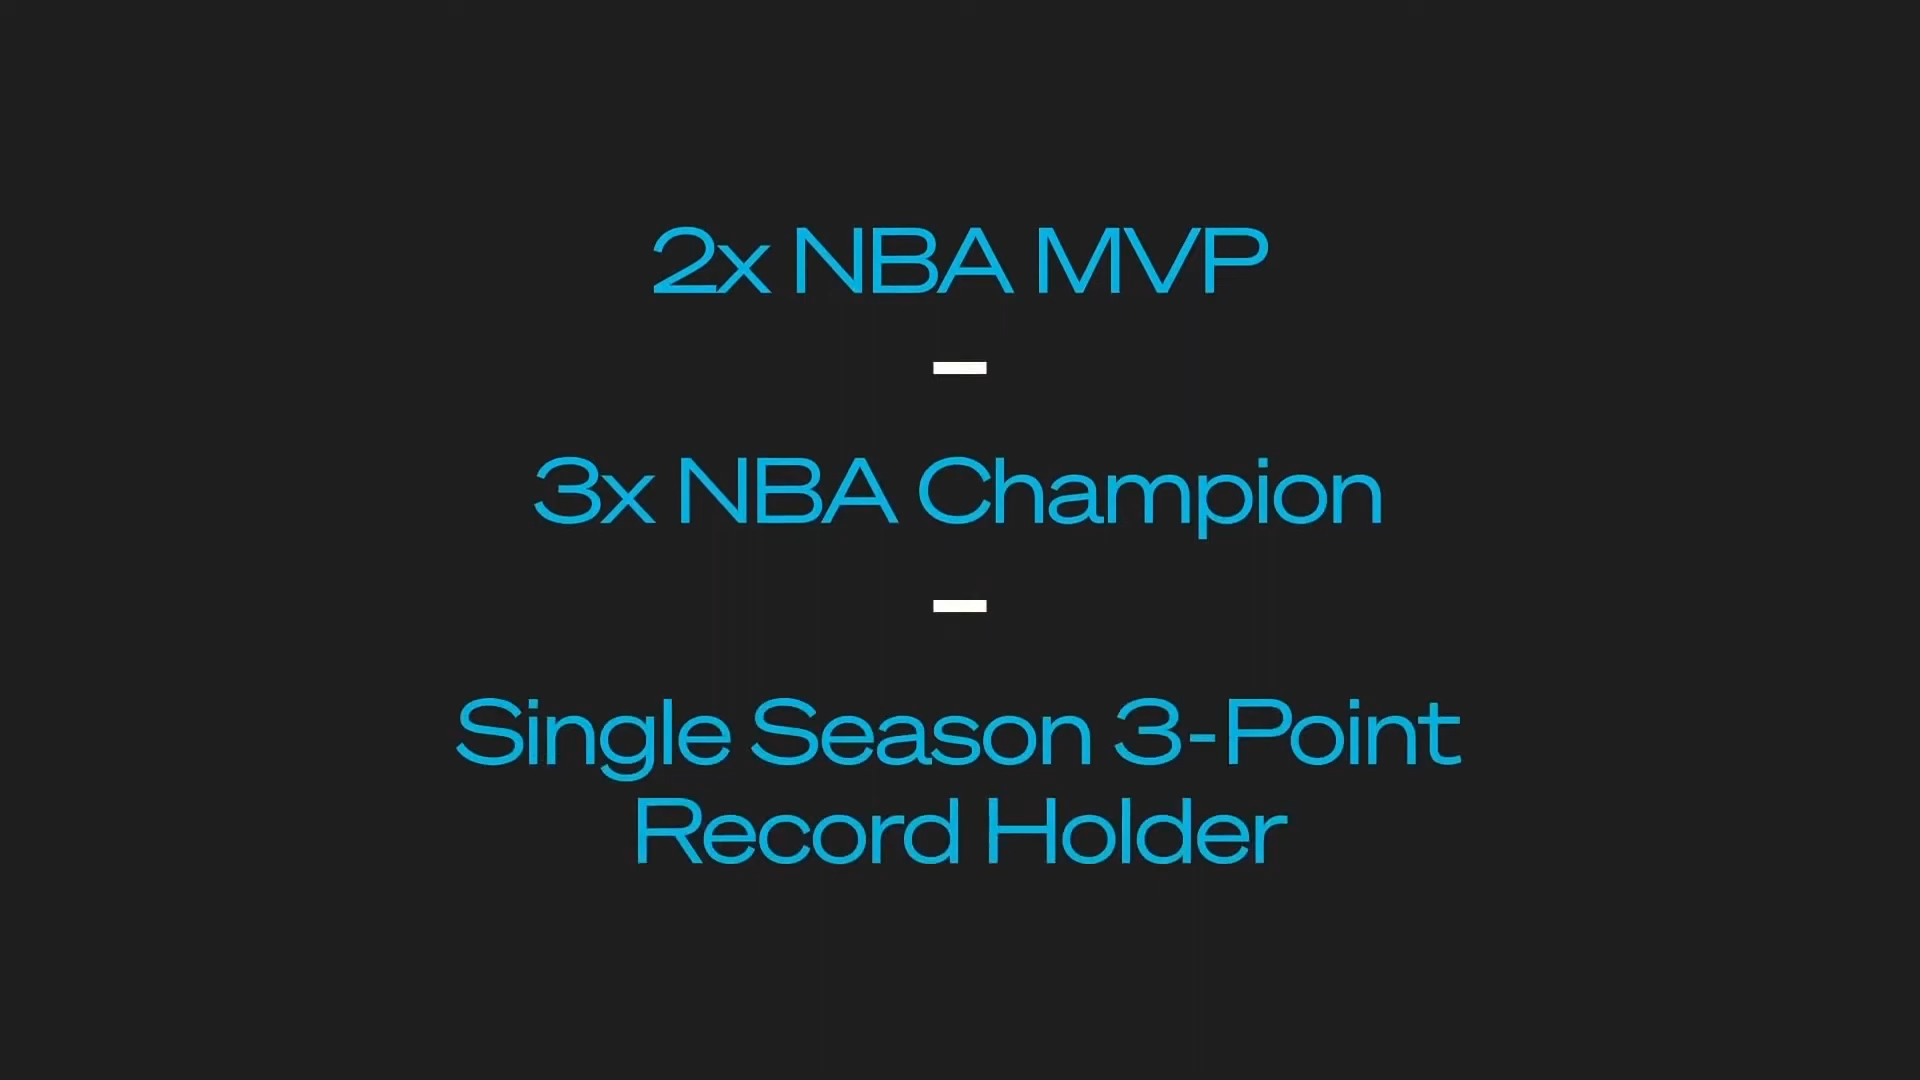 2x NBA MVP
–
3x NBA Champion
–
Single Season 3-Point
Record Holder